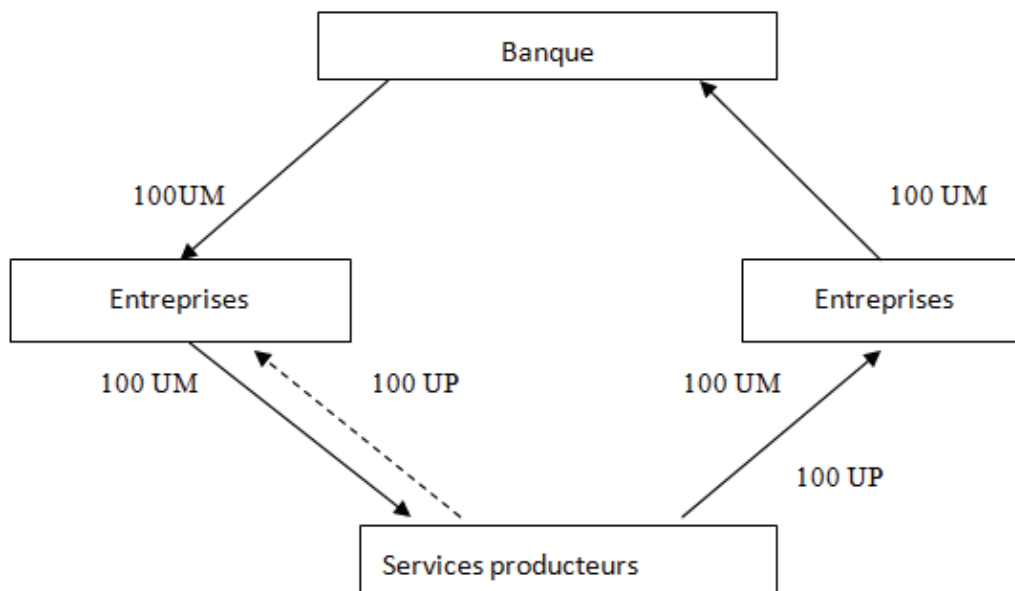 Banque
100UM
100 UM
Entreprises
Entreprises
100 UM
100 UP
100 UM
100 UP
Services producteurs